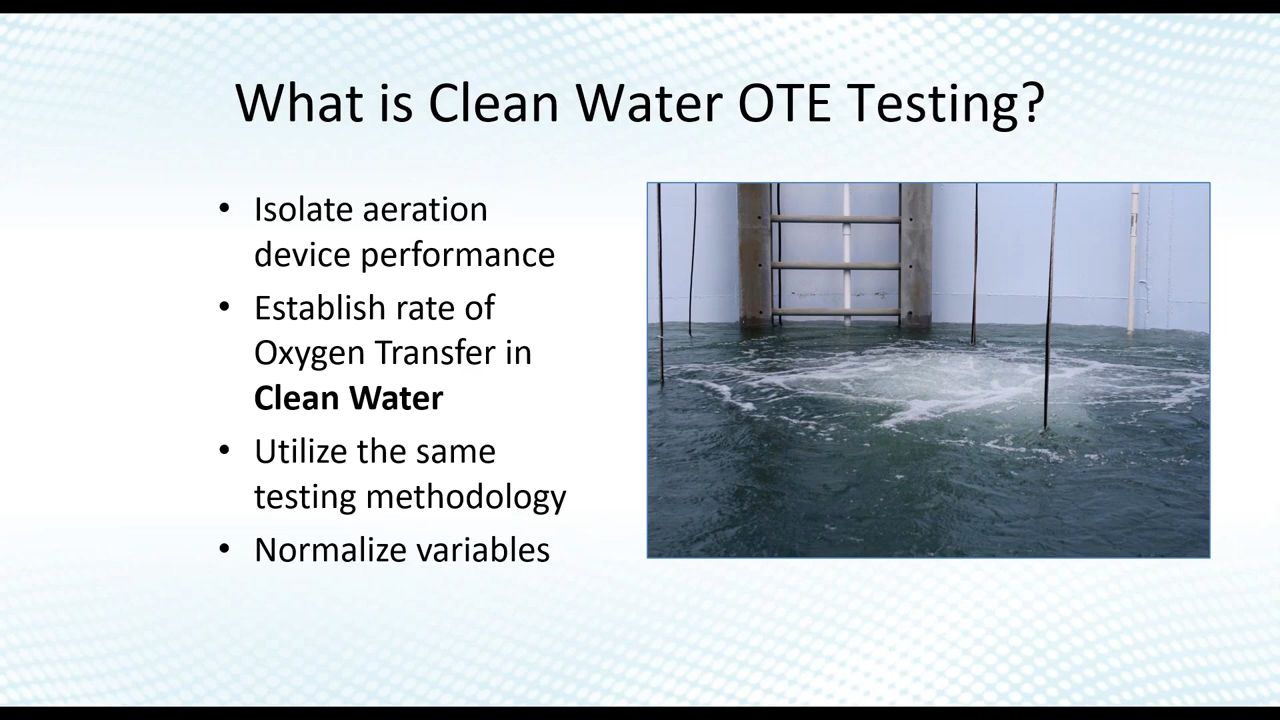 What is Clean Water OTE Testing?
• Isolate aeration
device performance
• Establish rate of
Oxygen Transfer in
Clean Water
• Utilize the same
testing methodology
• Normalize variables